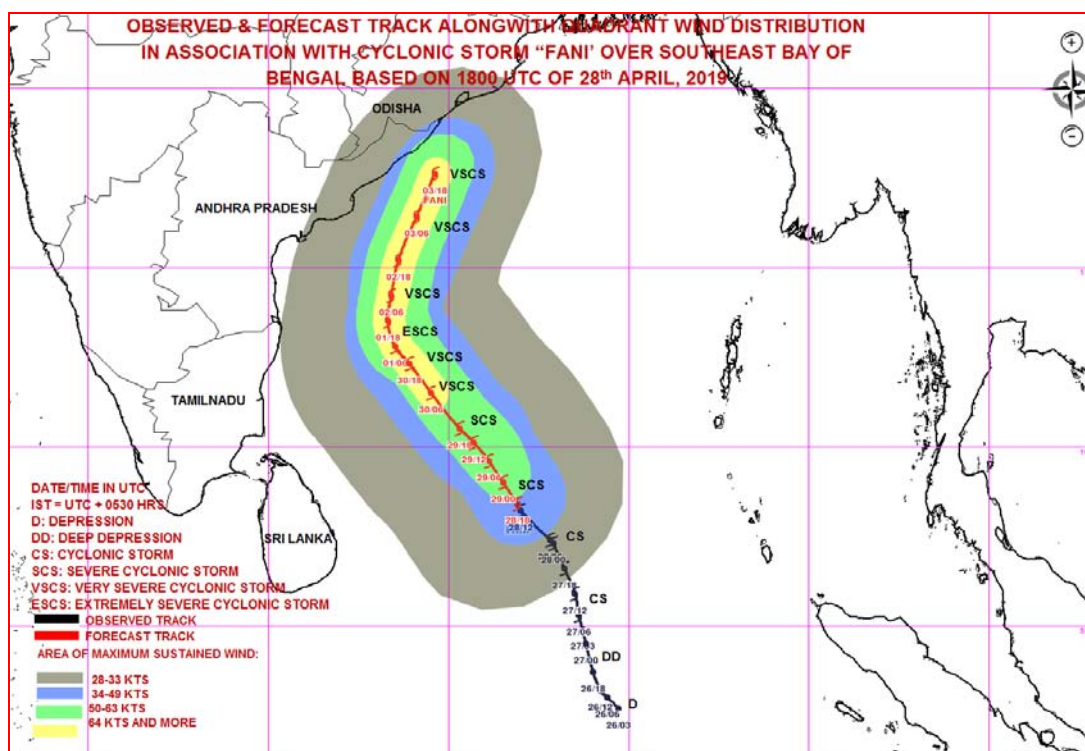 OBSERVED & FORECAST TRACK ALONGWITH QUADRANT WIND DISTRIBUTION
IN ASSOCIATION WITH CYCLONIC STORM “FANI’ OVER SOUTHEAST BAY OF
BENGAL BASED ON 1800 UTC OF 28th APRIL, 2019
ODISHA
VSCS
03/18
FANI
ANDHRA PRADESH
VSCS
03/06
02/18
VSCS
02/06
ESCS
01/18
VSCS
01/06
30/18
VSCS
TAMILNADU
30/06
SCS
29/18
29/12
29/06
SCS
29/00
28/18
28/12
CS
28/00
27/18
CS
27/12
27/06
27/03
DD
27/00
26/18
D
26/12
26/06
26/03
SRI LANKA
DATE/TIME IN UTC
IST = UTC + 0530 HRS
D: DEPRESSION
DD: DEEP DEPRESSION
CS: CYCLONIC STORM
SCS: SEVERE CYCLONIC STORM
VSCS: VERY SEVERE CYCLONIC STORM
ESCS: EXTREMELY SEVERE CYCLONIC STORM
OBSERVED TRACK
FORECAST TRACK
AREA OF MAXIMUM SUSTAINED WIND:
28-33 KTS
34-49 KTS
50-63 KTS
64 KTS AND MORE